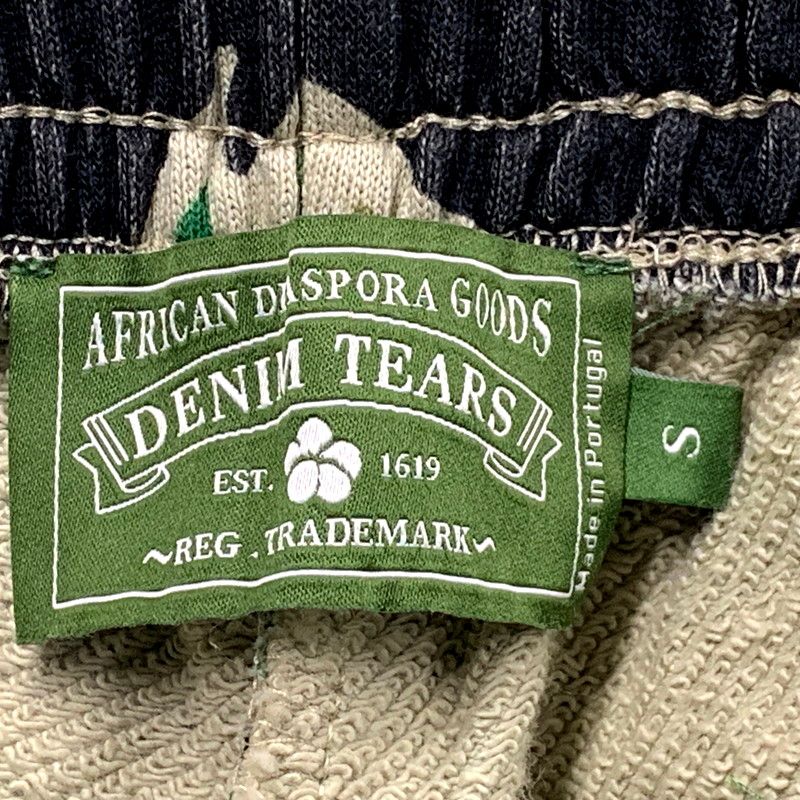 AFRICAN DIASPORA GOODS
DENIM TEARS
EST. 1619
~REG . TRADEMARK~
Made in Portugal
S